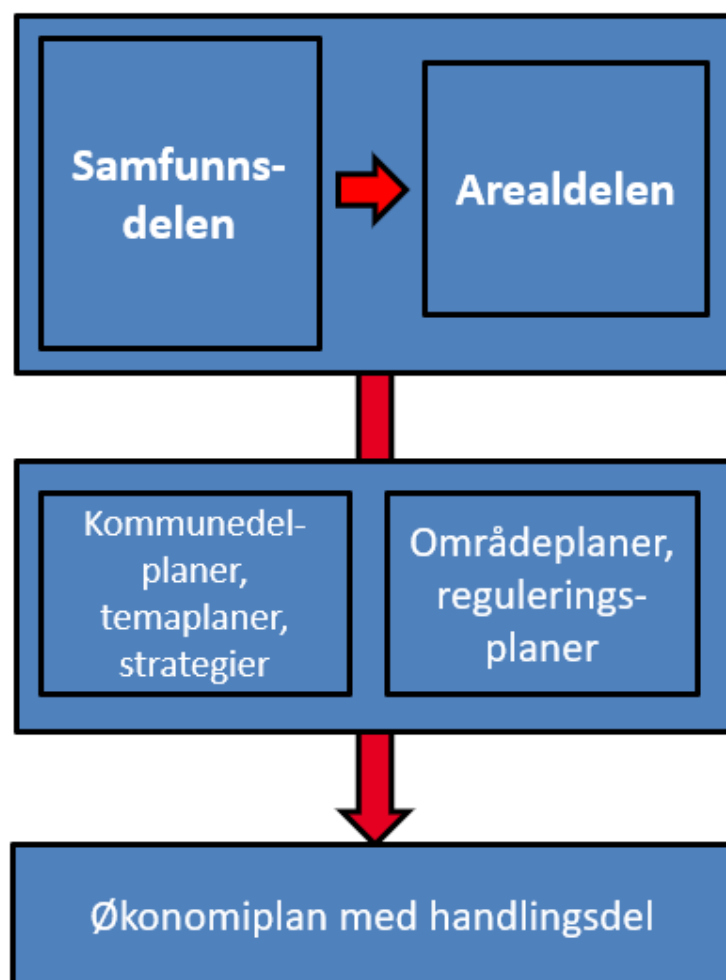 Samfunns-
delen
Arealdelen
Kommunedel-
planer,
temaplaner,
strategier
Områdeplaner,
regulerings-
planer
Økonomiplan med handlingsdel